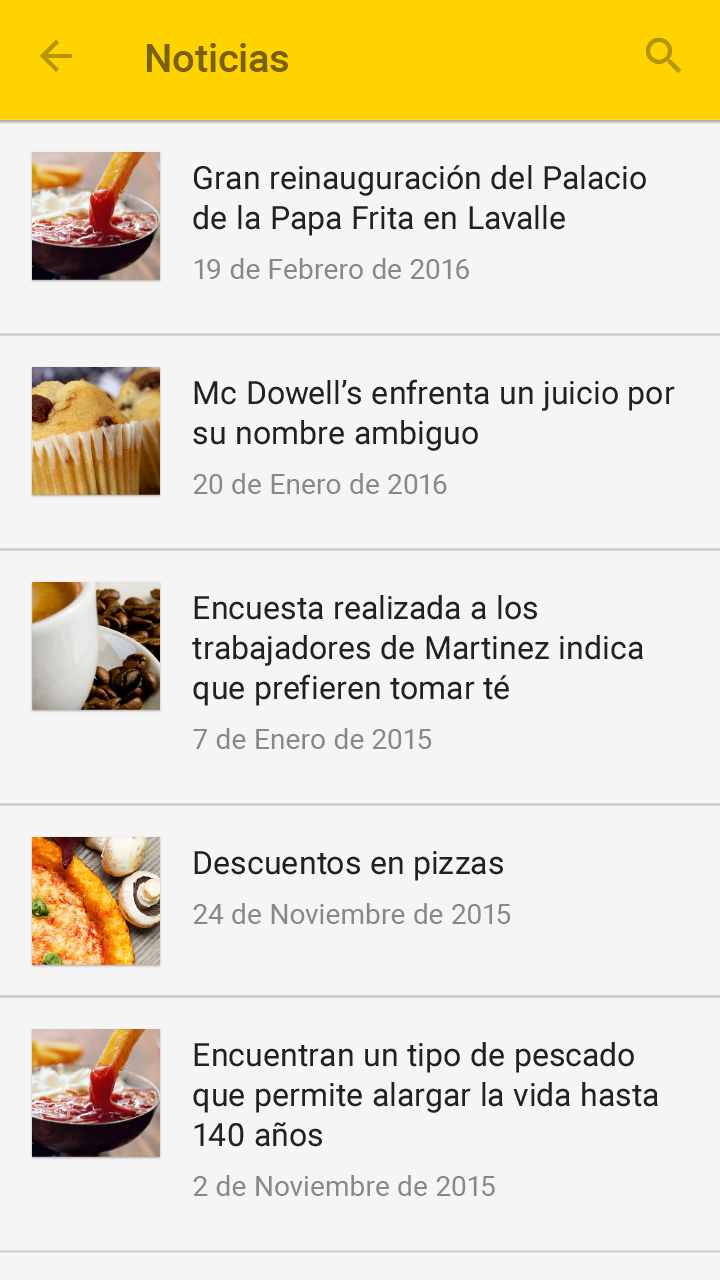 Noticias
Gran reinauguración del Palacio
de la Papa Frita en Lavalle
19 de Febrero de 2016
Mc Dowell’s enfrenta un juicio por
su nombre ambiguo
20 de Enero de 2016
Encuesta realizada a los
trabajadores de Martinez indica
que prefieren tomar té
7 de Enero de 2015
Descuentos en pizzas
24 de Noviembre de 2015
Encuentran un tipo de pescado
que permite alargar la vida hasta
140 años
2 de Noviembre de 2015